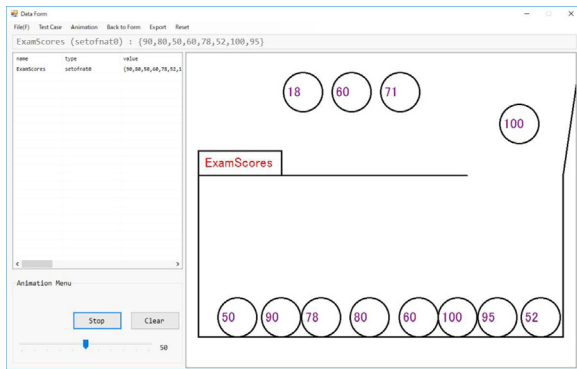 Data Form
File(F) Test Case Animation Back to Form Export Reset
ExamScores (setofnat0) : {90,80,50,60,78,52,100,95}
name type value
ExamScores setofnat0 {90,80,50,60,78,52,1
18 60 71
100
ExamScores
50 90 78 80 60 100 95 52
Animation Menu
Stop Clear
50